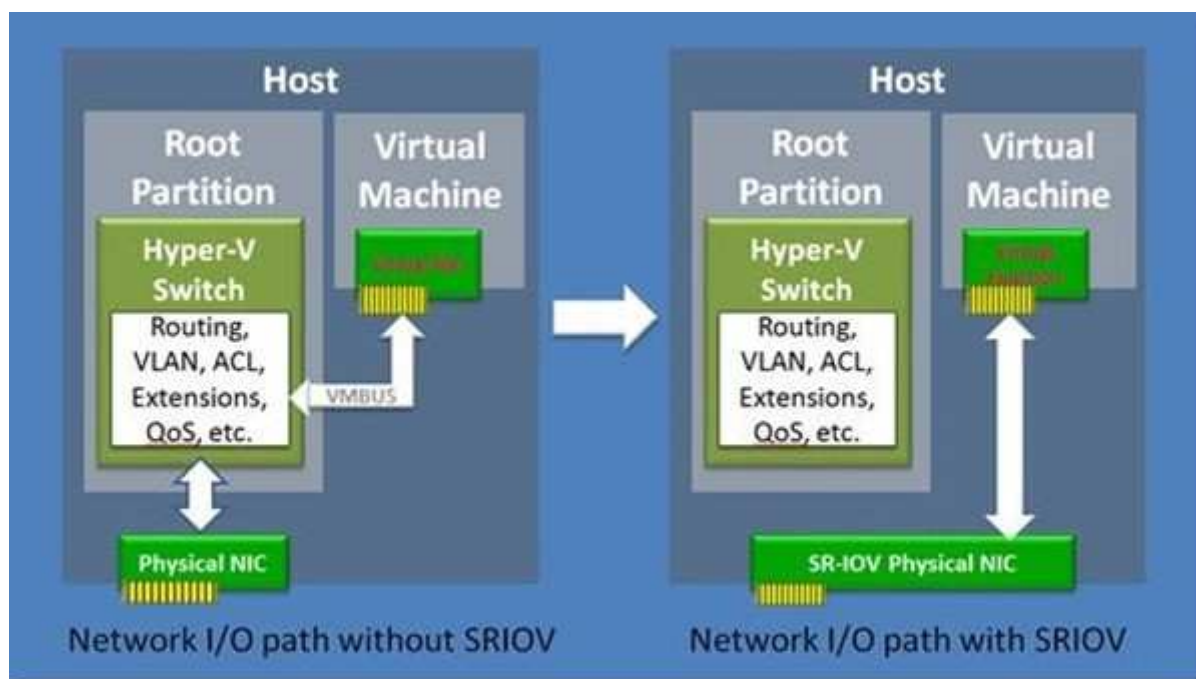 Host
Root
Partition
Virtual
Machine
Hyper-V
Switch
Routing,
VLAN, ACL,
Extensions,
QoS, etc.
VMBUS
Physical NIC
Network I/O path without SRIOV
Host
Root
Partition
Virtual
Machine
Hyper-V
Switch
Routing,
VLAN, ACL,
Extensions,
QoS, etc.
SR-IOV Physical NIC
Network I/O path with SRIOV